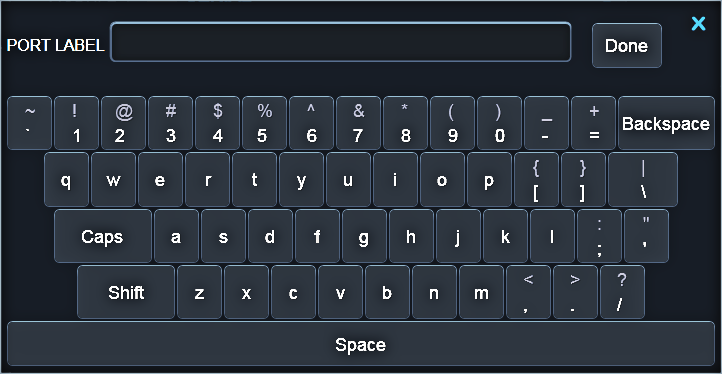 PORT LABEL Done
~ ! @ # $ % ^ & * ( ) _ +
` 1 2 3 4 5 6 7 8 9 0 - = Backspace
{ } |
q w e r t y u i o p [ ] \
: "
Caps a s d f g h j k l ; '
< > ?
Shift z x c v b n m , . /
Space